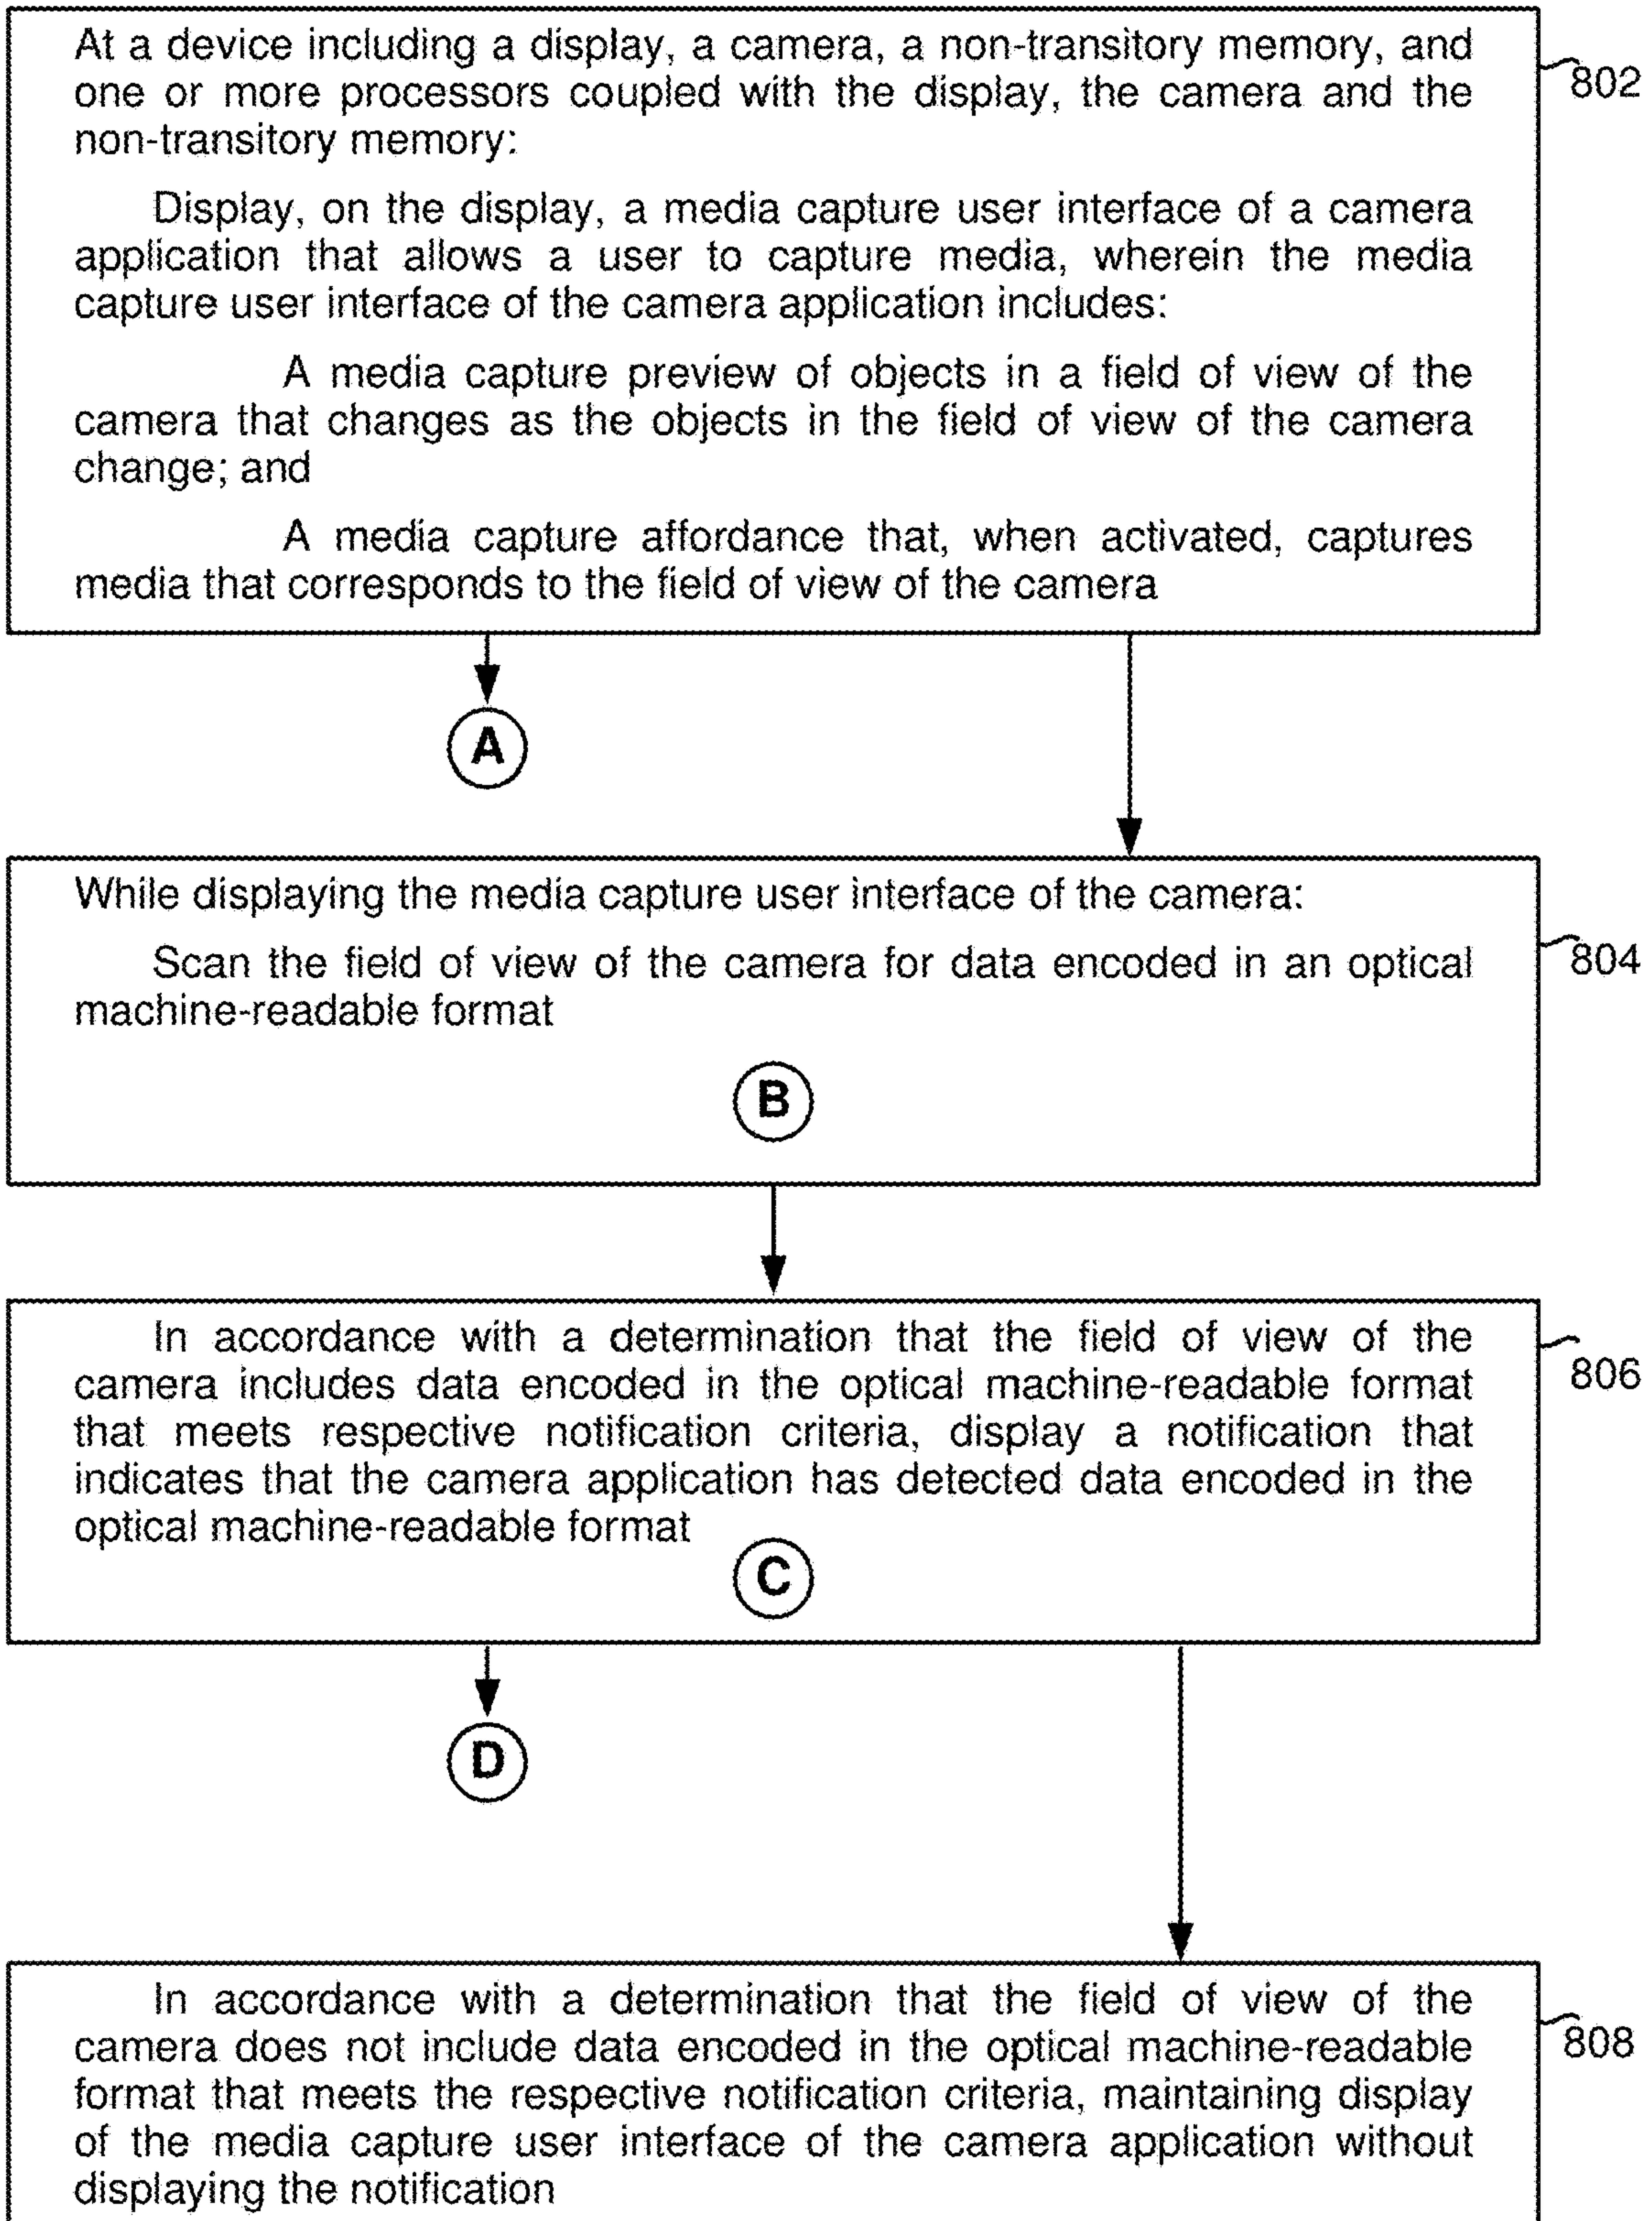 At a device including a display, a camera, a non-transitory memory, and
one or more processors coupled with the display, the camera and the
non-transitory memory:
802
Display, on the display, a media capture user interface of a camera
application that allows a user to capture media, wherein the media
capture user interface of the camera application includes:
A media capture preview of objects in a field of view of the
camera that changes as the objects in the field of view of the camera
change; and
A media capture affordance that, when activated, captures
media that corresponds to the field of view of the camera
A
While displaying the media capture user interface of the camera:
804
Scan the field of view of the camera for data encoded in an optical
machine-readable format
B
In accordance with a determination that the field of view of the
806
camera includes data encoded in the optical machine-readable format
that meets respective notification criteria, display a notification that
indicates that the camera application has detected data encoded in the
optical machine-readable format
C
D
In accordance with a determination that the field of view of the
808
camera does not include data encoded in the optical machine-readable
format that meets the respective notification criteria, maintaining display
of the media capture user interface of the camera application without
displaying the notification